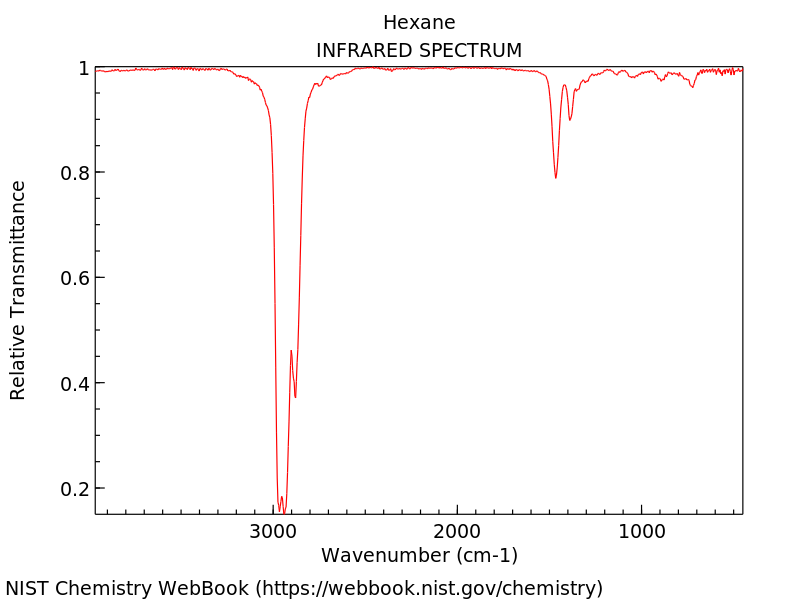 Hexane
INFRARED SPECTRUM
1
0.8
0.6
0.4
0.2
Relative Transmittance
3000 2000 1000
Wavenumber (cm-1)
NIST Chemistry WebBook (https://webbook.nist.gov/chemistry)